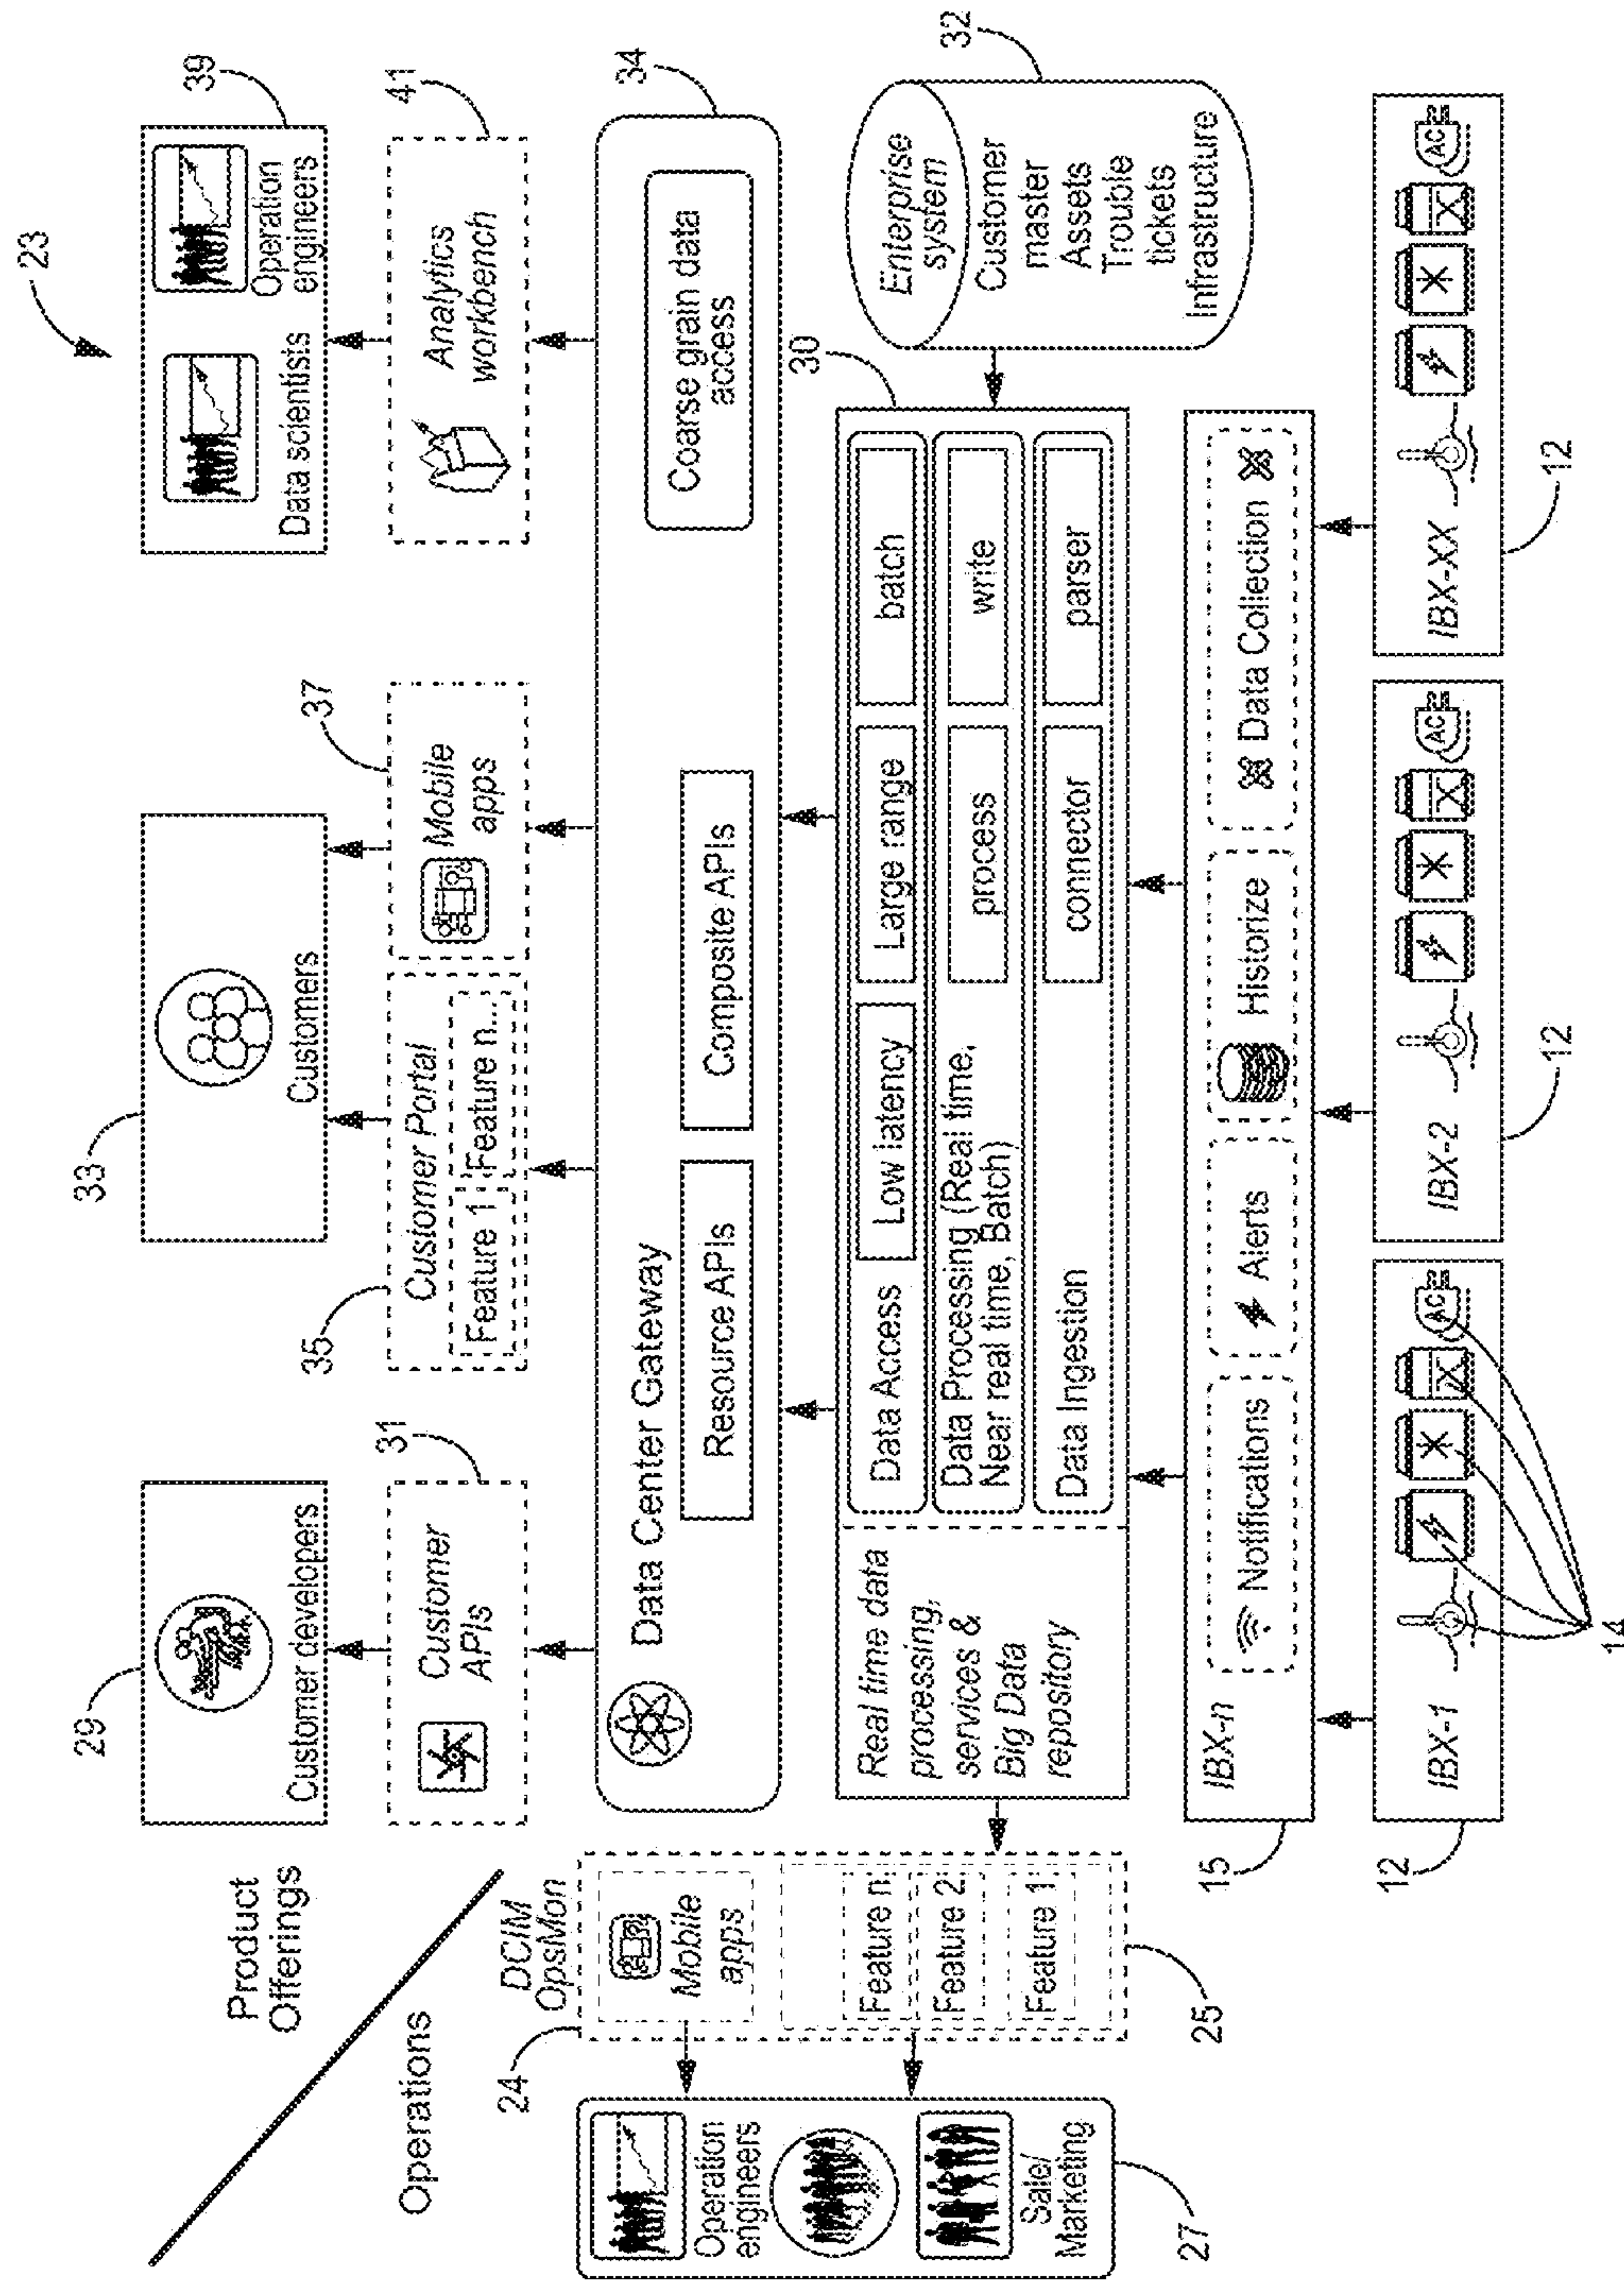 23
Product
Offerings
Operations
29
Customer developers
33
Customers
39
Data scientists
Operation
engineers
31
Customer
APIs
35
Customer Portal
Feature 1
Feature n...
37
Mobile
apps
41
Analytics
workbench
34
Data Center Gateway
Resource APIs
Composite APIs
Coarse grain data
access
24
DCIM
OpsMon
Mobile
apps
Feature n
Feature 2
Feature 1
25
Operation
engineers
Sale/
Marketing
27
30
Real time data
processing,
services &
Big Data
repository
Data Access
Low latency
Large range
batch
Data Processing (Real time,
Near real time, Batch)
process
write
Data Ingestion
connector
parser
32
Enterprise
system
Customer
master
Assets
Trouble
tickets
Infrastructure
15
IBX-n
Notifications
Alerts
Historize
Data Collection
12
IBX-1
AC
14
IBX-2
AC
12
IBX-XX
AC
12